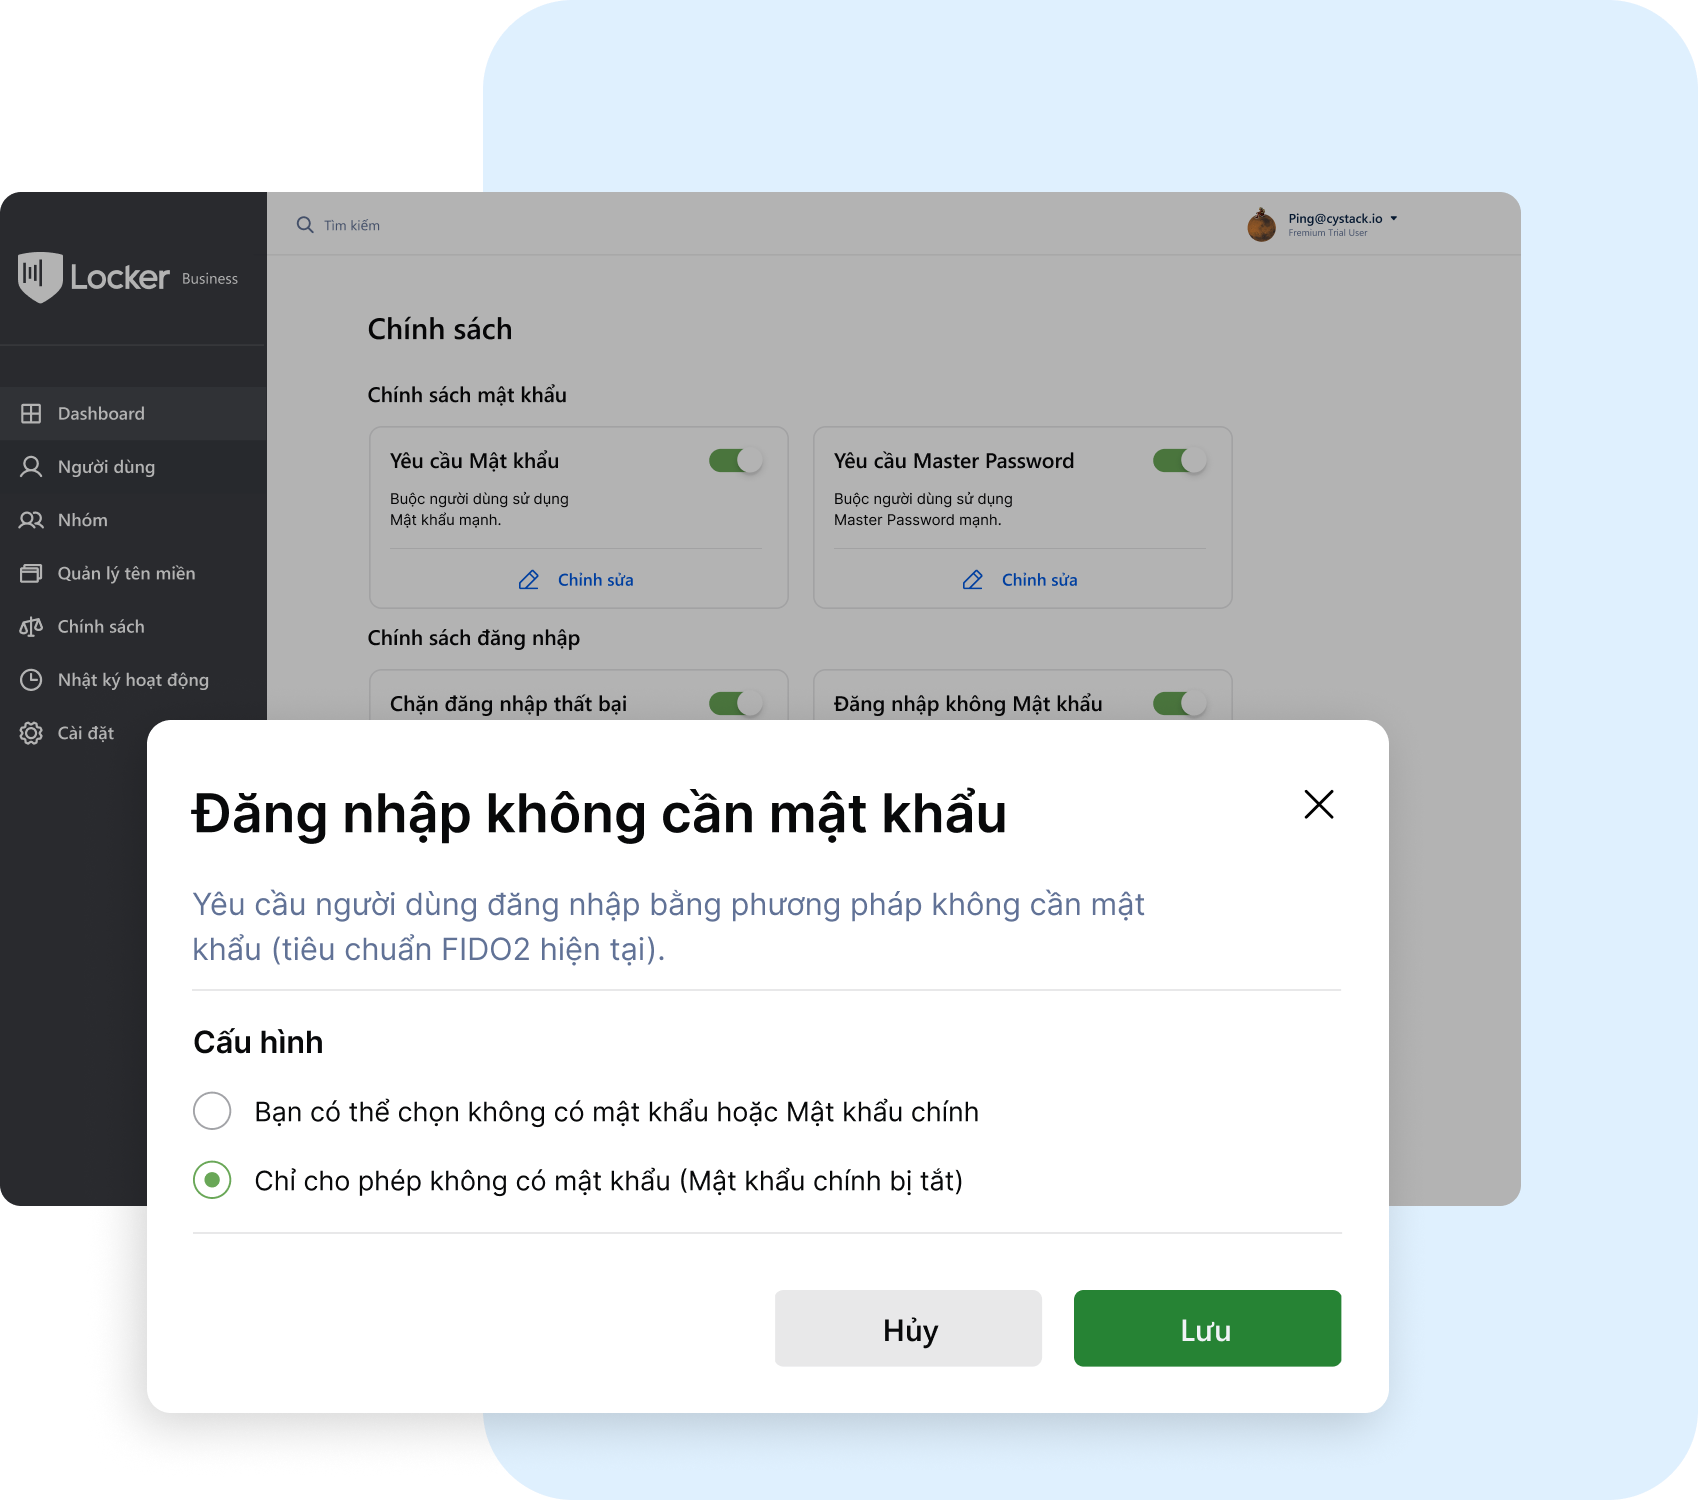 Locker Business
Dashboard
Người dùng
Nhóm
Quản lý tên miền
Chính sách
Nhật ký hoạt động
Cài đặt
Tìm kiếm
Ping@cystack.io
Premium Trial User
Chính sách
Chính sách mật khẩu
Yêu cầu Mật khẩu
Buộc người dùng sử dụng
Mật khẩu mạnh.
Chỉnh sửa
Yêu cầu Master Password
Buộc người dùng sử dụng
Master Password mạnh.
Chỉnh sửa
Chính sách đăng nhập
Chặn đăng nhập thất bại
Đăng nhập không Mật khẩu
Đăng nhập không cần mật khẩu
Yêu cầu người dùng đăng nhập bằng phương pháp không cần mật
khẩu (tiêu chuẩn FIDO2 hiện tại).
Cấu hình
Bạn có thể chọn không có mật khẩu hoặc Mật khẩu chính
Chỉ cho phép không có mật khẩu (Mật khẩu chính bị tắt)
Hủy
Lưu